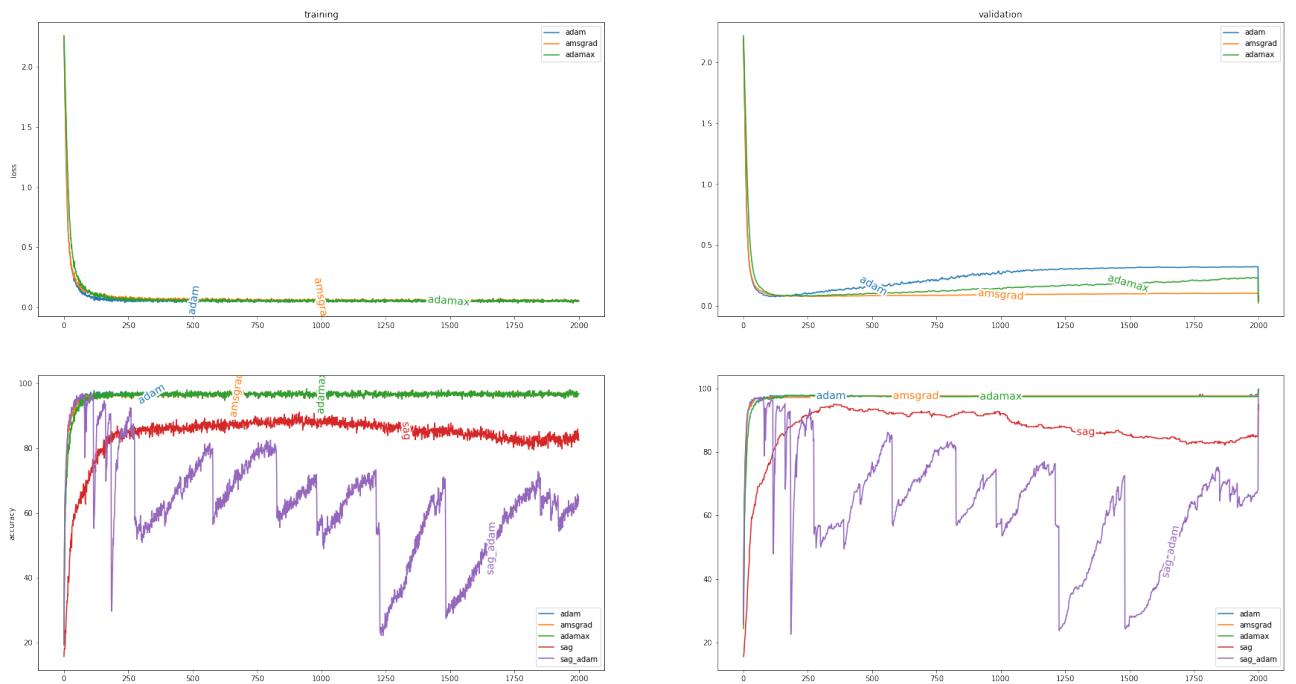 training
validation
loss
2.0
1.5
1.0
0.5
0.0
adam
amsgrad
adamax
adam
amsgra
adamax
0
250
500
750
1000
1250
1500
1750
2000
2.0
1.5
1.0
0.5
0.0
adam
amsgrad
adamax
adam
amsgrad
adamax
0
250
500
750
1000
1250
1500
1750
2000
accuracy
100
80
60
40
20
adam
amsgrad
adamax
sag
sag_adam
adam
amsgrad
adamax
sag
sag_adam
0
250
500
750
1000
1250
1500
1750
2000
100
80
60
40
20
adam
amsgrad
adamax
sag
sag_adam
adam
amsgrad
adamax
sag
sag_adam
0
250
500
750
1000
1250
1500
1750
2000